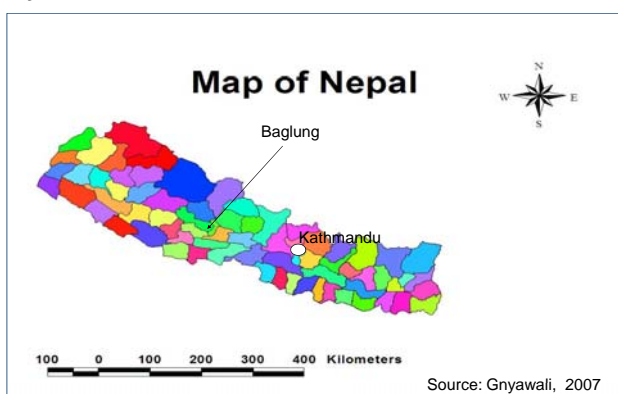 Map of Nepal
N
W E
S
Baglung
Kathmandu
100 0 100 200 300 400 Kilometers
Source: Gnyawali, 2007